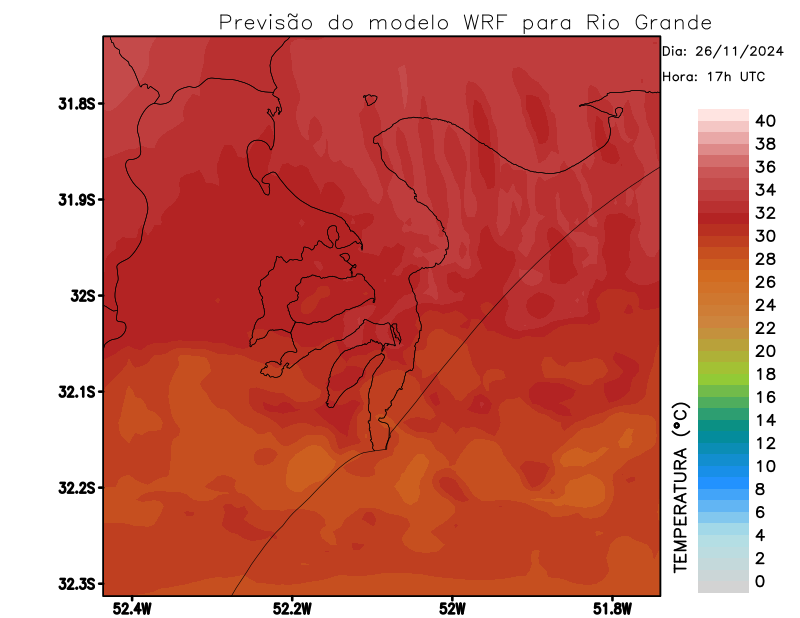 Previsão do modelo WRF para Rio Grande
Dia: 26/11/2024
Hora: 17h UTC
31.8S
31.9S
32S
32.1S
32.2S
32.3S
52.4W
52.2W
52W
51.8W
40
38
36
34
32
30
28
26
24
22
20
18
16
14
12
10
8
6
4
2
0
TEMPERATURA (°C)